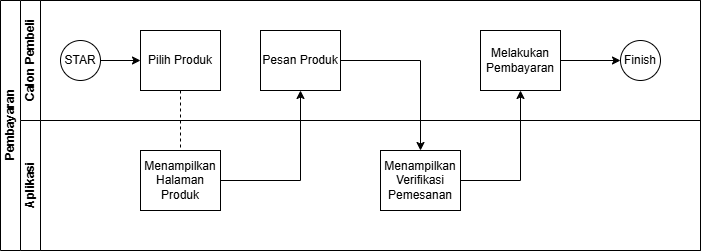 Pembayaran
Calon Pembeli
STAR
Pilih Produk
Pesan Produk
Melakukan
Pembayaran
Finish
Aplikasi
Menampilkan
Halaman
Produk
Menampilkan
Verifikasi
Pemesanan